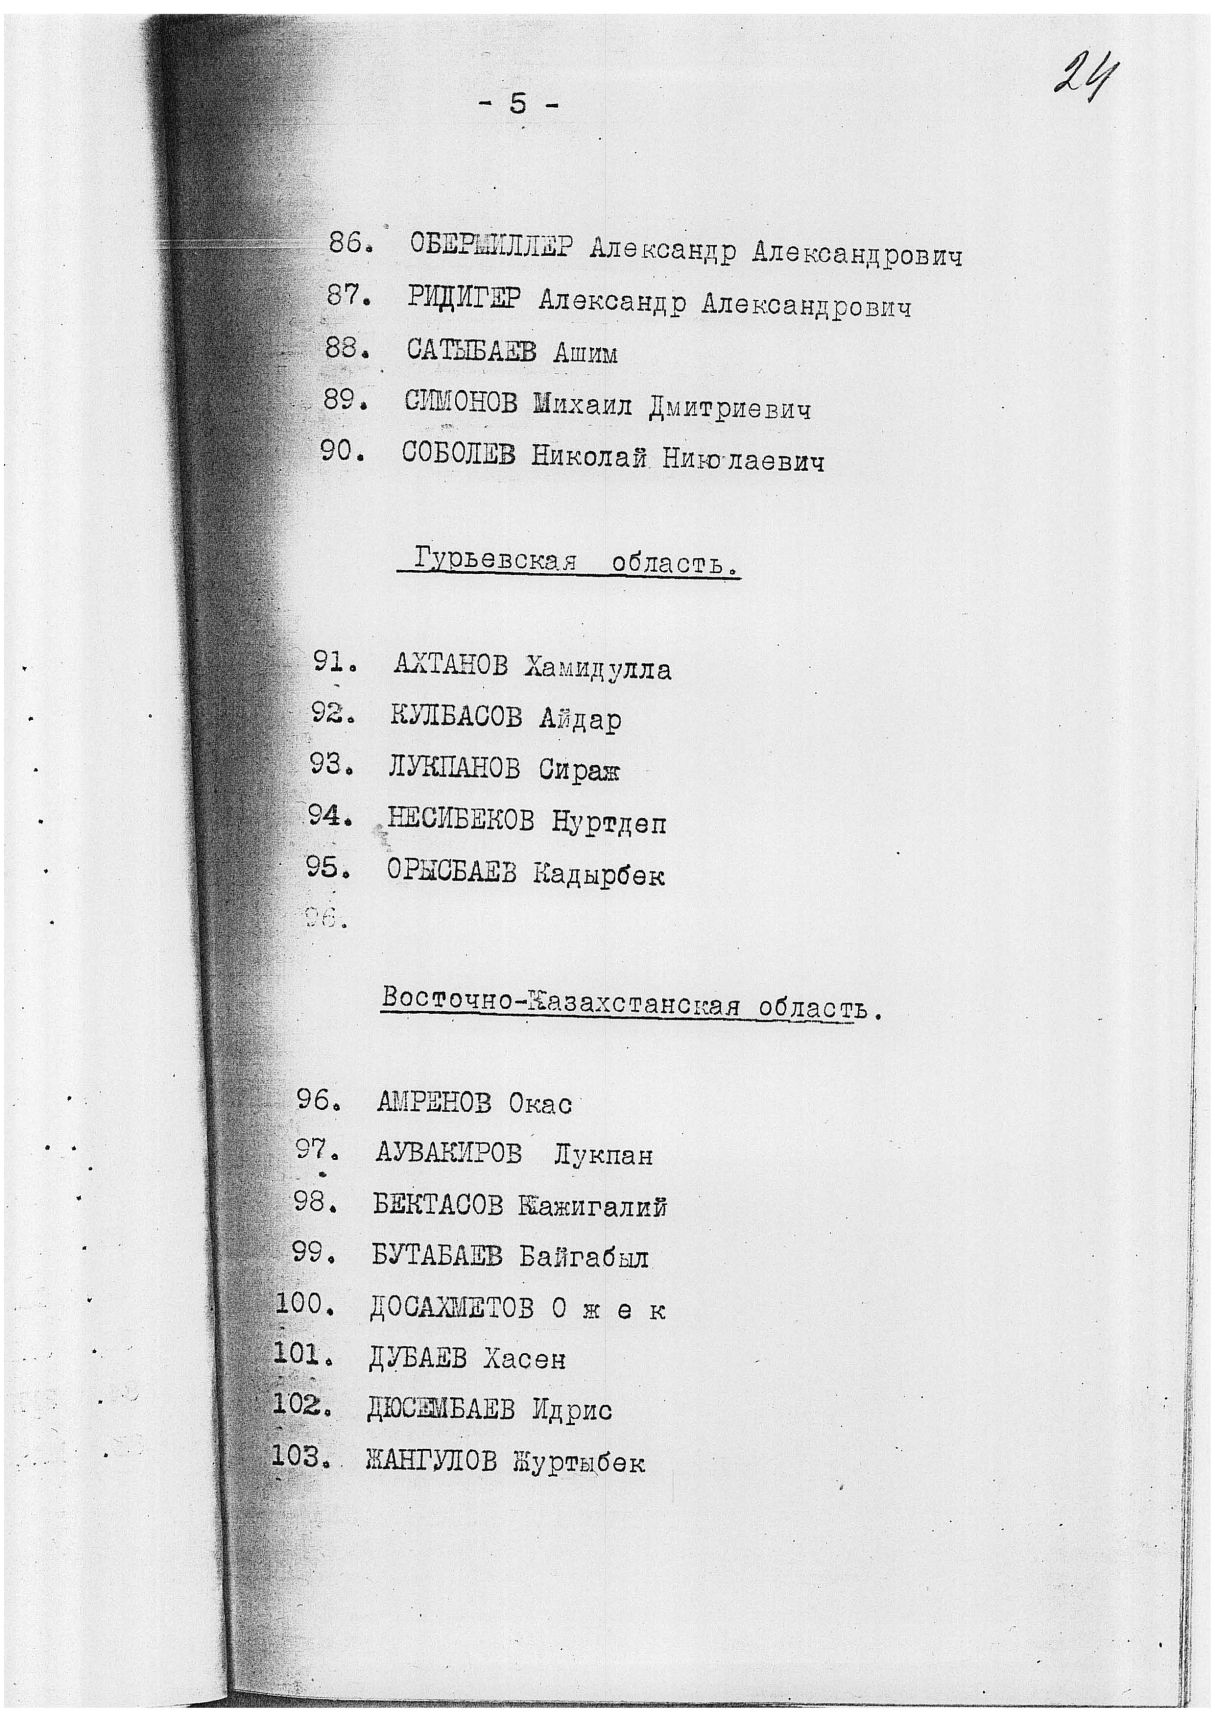 24
- 5 -
86. ОБЕРМИЛЛЕР Александр Александрович
87. РИДИГЕР Александр Александрович
88. САТЫБАЕВ Ашим
89. СИМОНОВ Михаил Дмитриевич
90. СОБОЛЕВ Николай Николаевич
Гурьевская область.
91. АХТАНОВ Хамидулла
92. КУЛБАСОВ Айдар
93. ЛУКПАНОВ Сираж
94. НЕСИБЕКОВ Нуртдеп
95. ОРЫСБАЕВ Кадырбек
96.
Восточно-Казахстанская область.
96. АМРЕНОВ Окас
97. АУВАКИРОВ Лукпан
98. БЕКТАСОВ Кажигалий
99. БУТАБАЕВ Байгабыл
100. ДОСАХМЕТОВ О ж е к
101. ДУБАЕВ Хасен
102. ДЮСЕМБАЕВ Идрис
103. ЖАНГУЛОВ Журтыбек